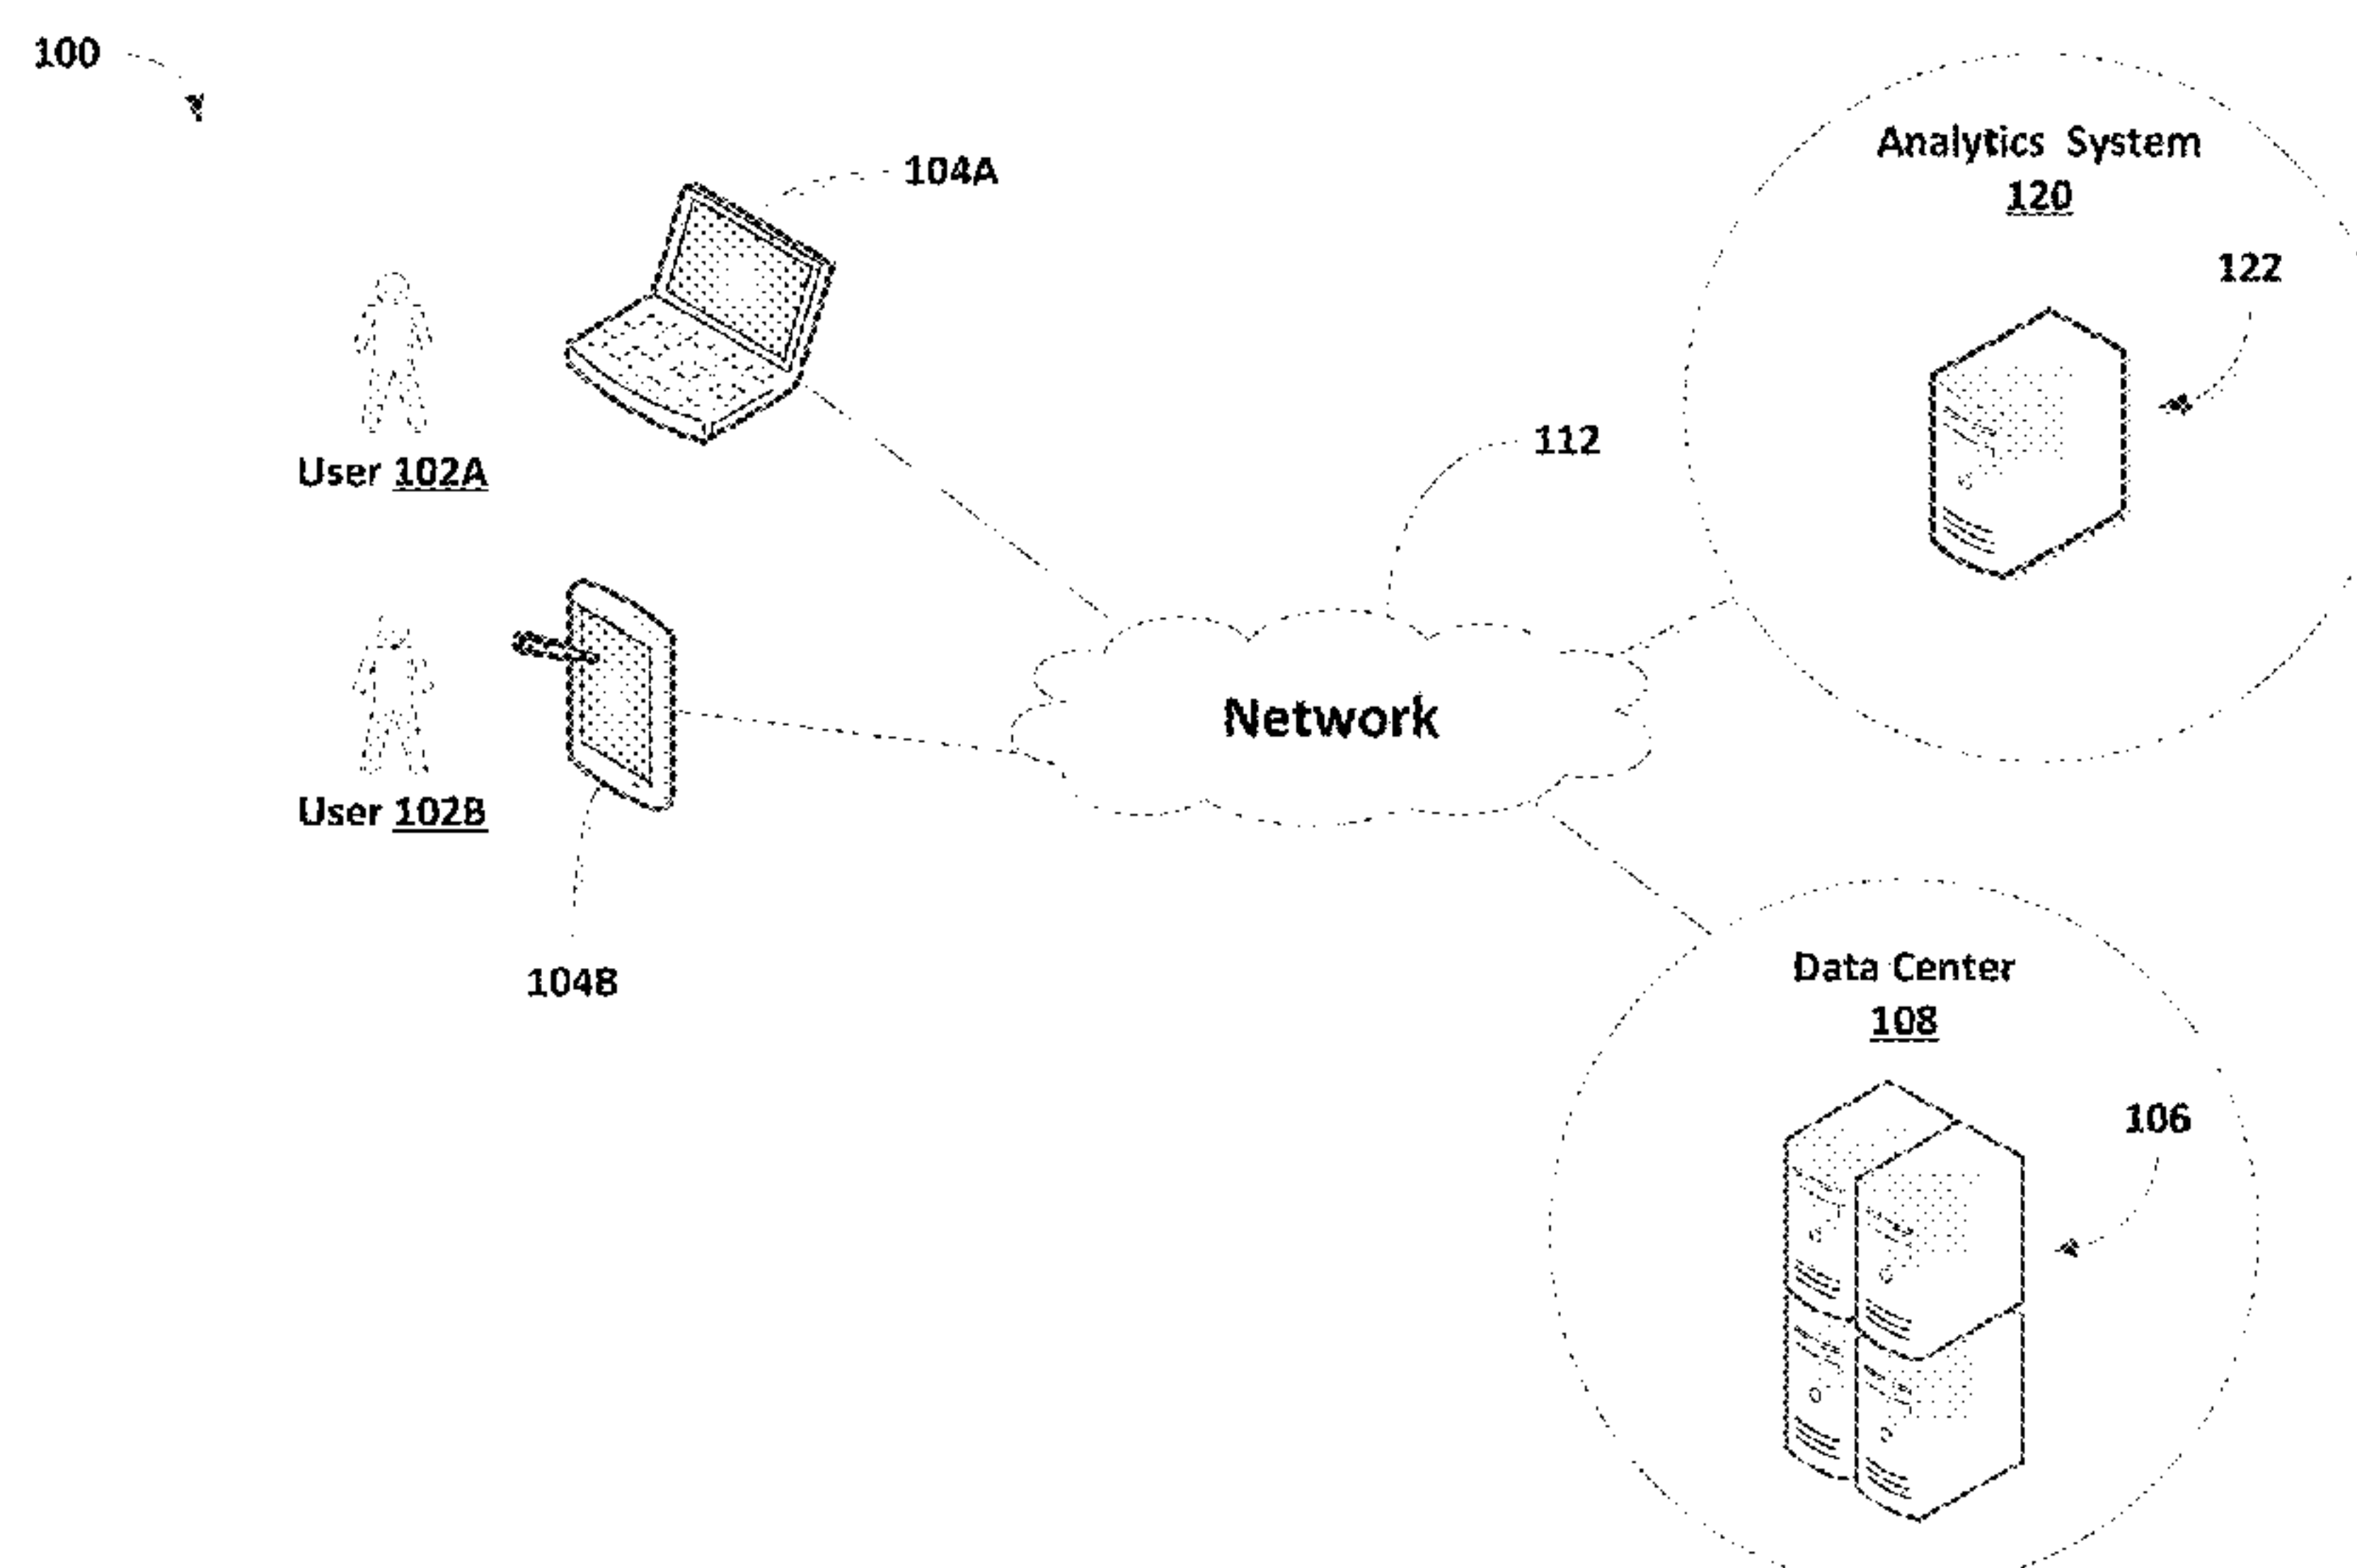 100
104A
Analytics System
120
122
User 102A
112
Network
User 102B
104B
Data Center
108
106